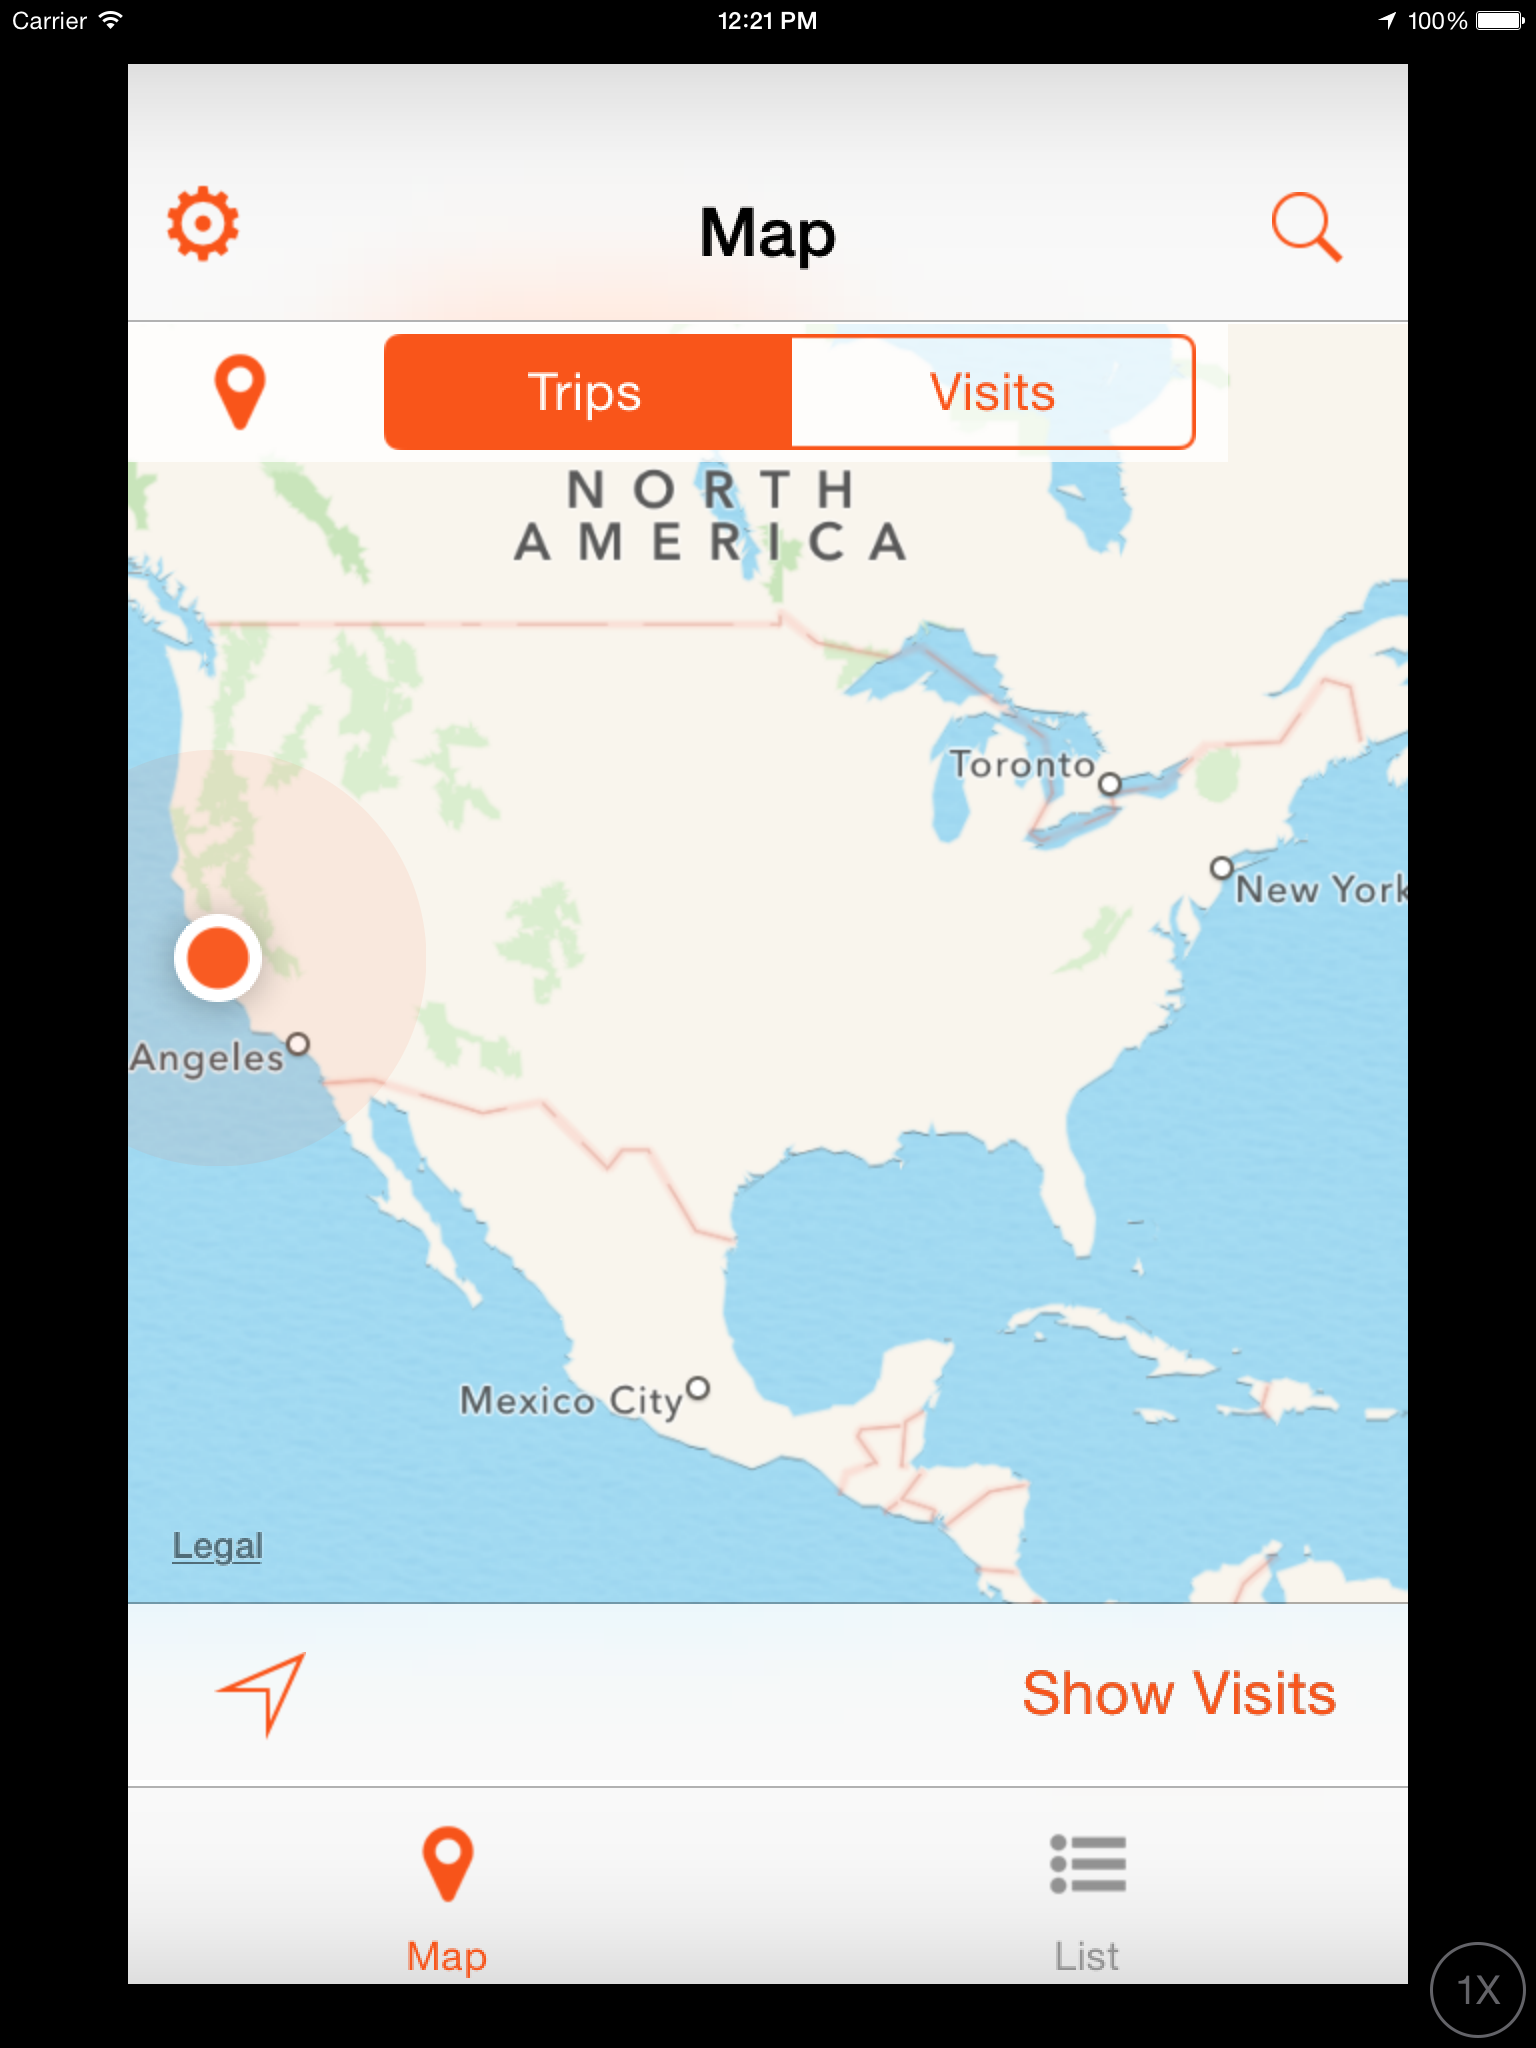 Carrier 12:21 PM 100%
Map
Trips Visits
NORTH
AMERICA
Toronto
New York
Angeles
Mexico City
Legal
Show Visits
Map List
1X